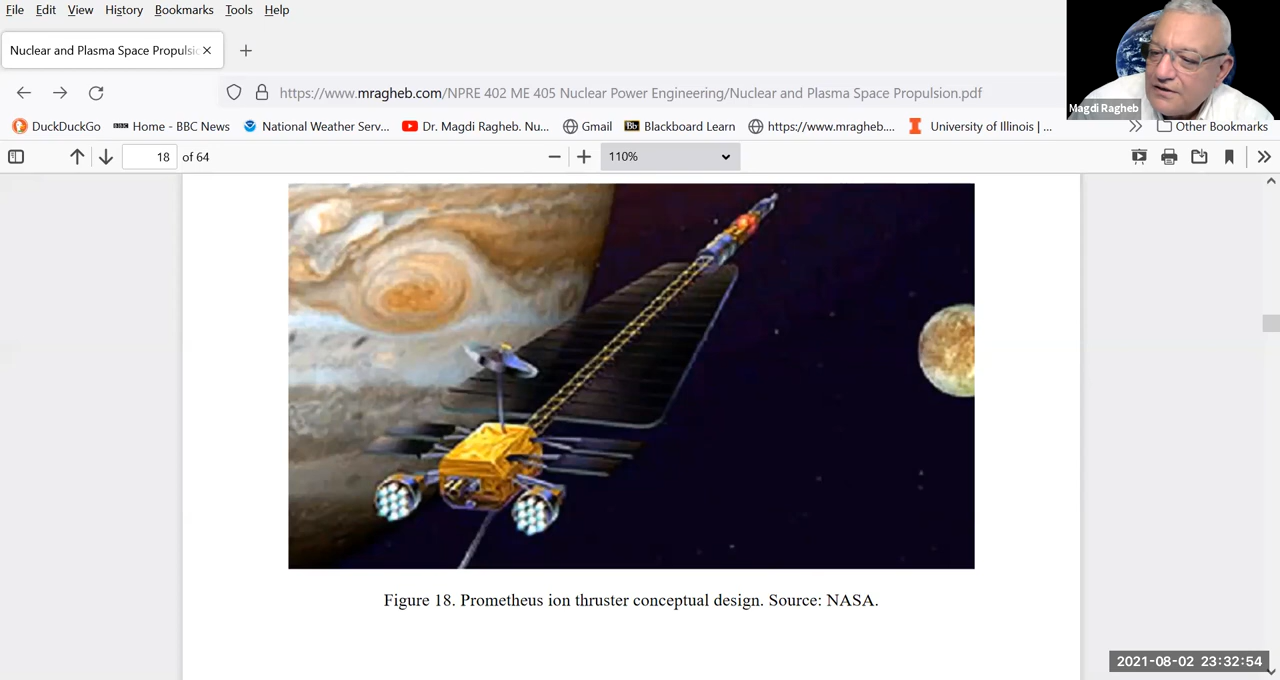 File Edit View History Bookmarks Tools Help
Nuclear and Plasma Space Propulsi
https://www.mragheb.com/NPRE 402 ME 405 Nuclear Power Engineering/Nuclear and Plasma Space Propulsion.pdf
Magdi Ragheb
DuckDuckGo BBC Home - BBC News National Weather Serv... Dr. Magdi Ragheb. Nu... Gmail Bb Blackboard Learn https://www.mragheb.... University of Illinois |... Other Bookmarks
18 of 64 110%
Figure 18. Prometheus ion thruster conceptual design. Source: NASA.
2021-08-02 23:32:54